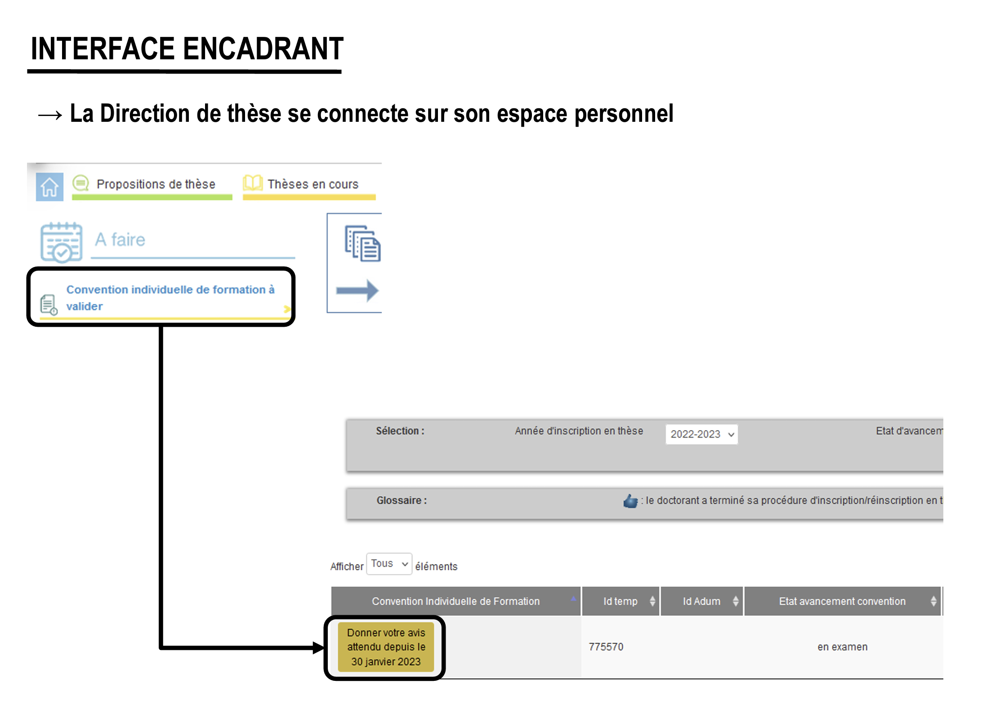 INTERFACE ENCADRANT
→ La Direction de thèse se connecte sur son espace personnel
Propositions de thèse
Thèses en cours
A faire
Convention individuelle de formation à
valider
Sélection :
Année d'inscription en thèse
2022-2023
Etat d'avancem
Glossaire :
: le doctorant a terminé sa procédure d'inscription/réinscription en t
Afficher Tous éléments
Convention Individuelle de Formation
Id temp
Id Adum
Etat avancement convention
Donner votre avis
attendu depuis le
30 janvier 2023
775570
en examen